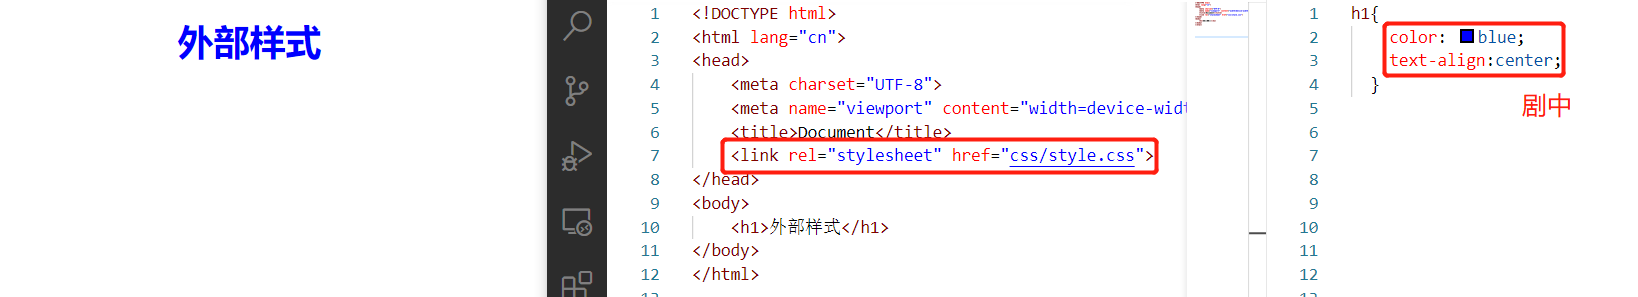 外部样式
1 <!DOCTYPE html>
2 <html lang="cn">
3 <head>
4 <meta charset="UTF-8">
5 <meta name="viewport" content="width=device-widt
6 <title>Document</title>
7 <link rel="stylesheet" href="css/style.css">
8 </head>
9 <body>
10 <h1>外部样式</h1>
11 </body>
12 </html>
1 h1{
2 color: blue;
3 text-align:center;
4 }
剧中
5
6
7
8
9
10
11
12